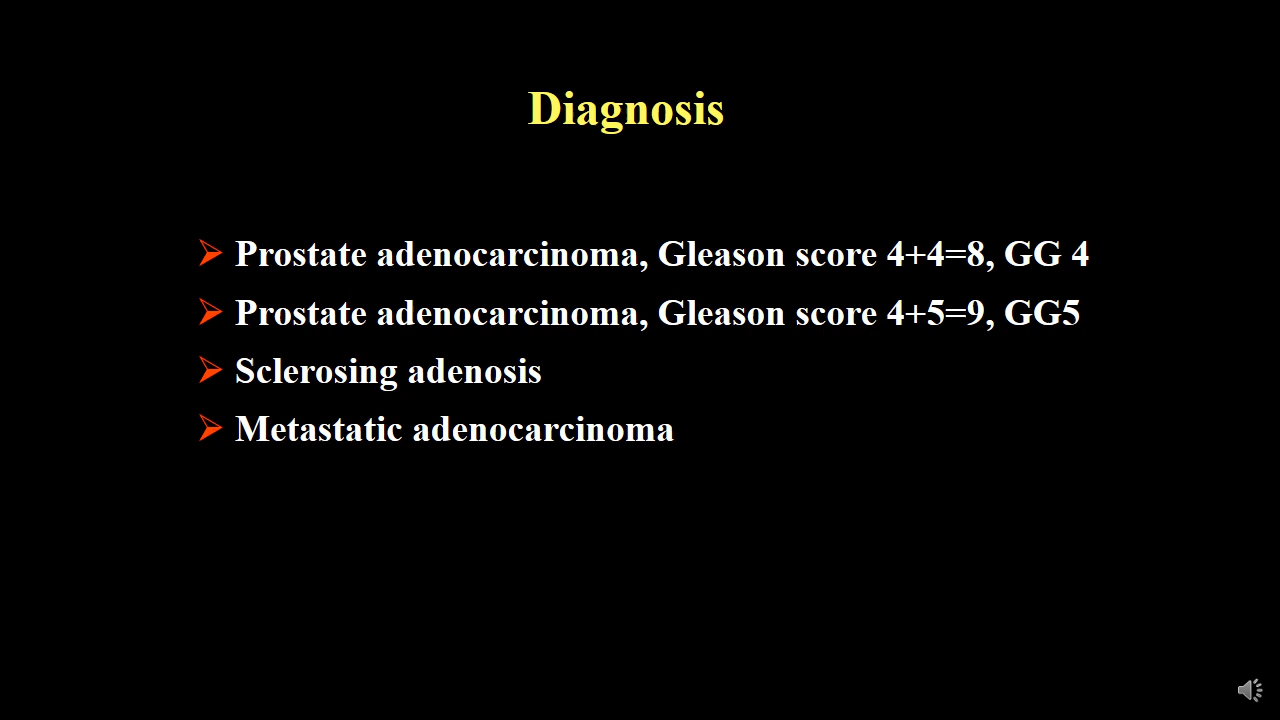 Diagnosis
Prostate adenocarcinoma, Gleason score 4+4=8, GG 4
Prostate adenocarcinoma, Gleason score 4+5=9, GG5
Sclerosing adenosis
Metastatic adenocarcinoma